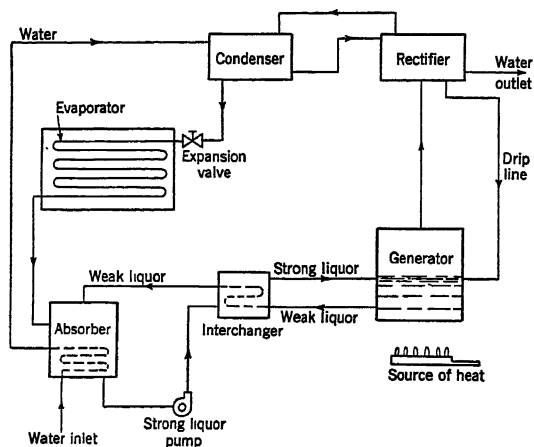 Water
Condenser
Rectifier
Water
outlet
Evaporator
Expansion
valve
Drip
line
Generator
Strong liquor
Weak liquor
Absorber
Interchanger
Weak liquor
Source of heat
Strong liquor
pump
Water inlet